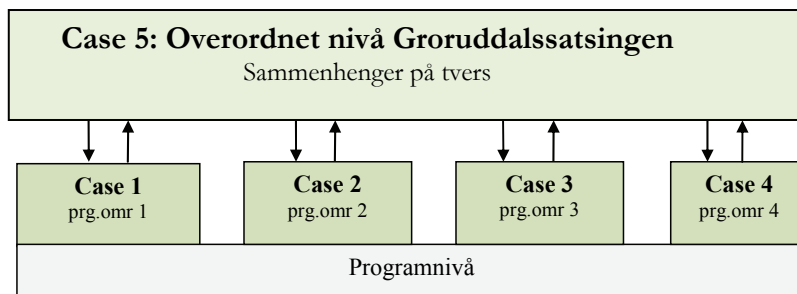 Case 5: Overordnet nivå Groruddalssatsingen
Sammenhenger på tvers
Case 1
prg.omr 1
Case 2
prg.omr 2
Case 3
prg.omr 3
Case 4
prg.omr 4
Programnivå